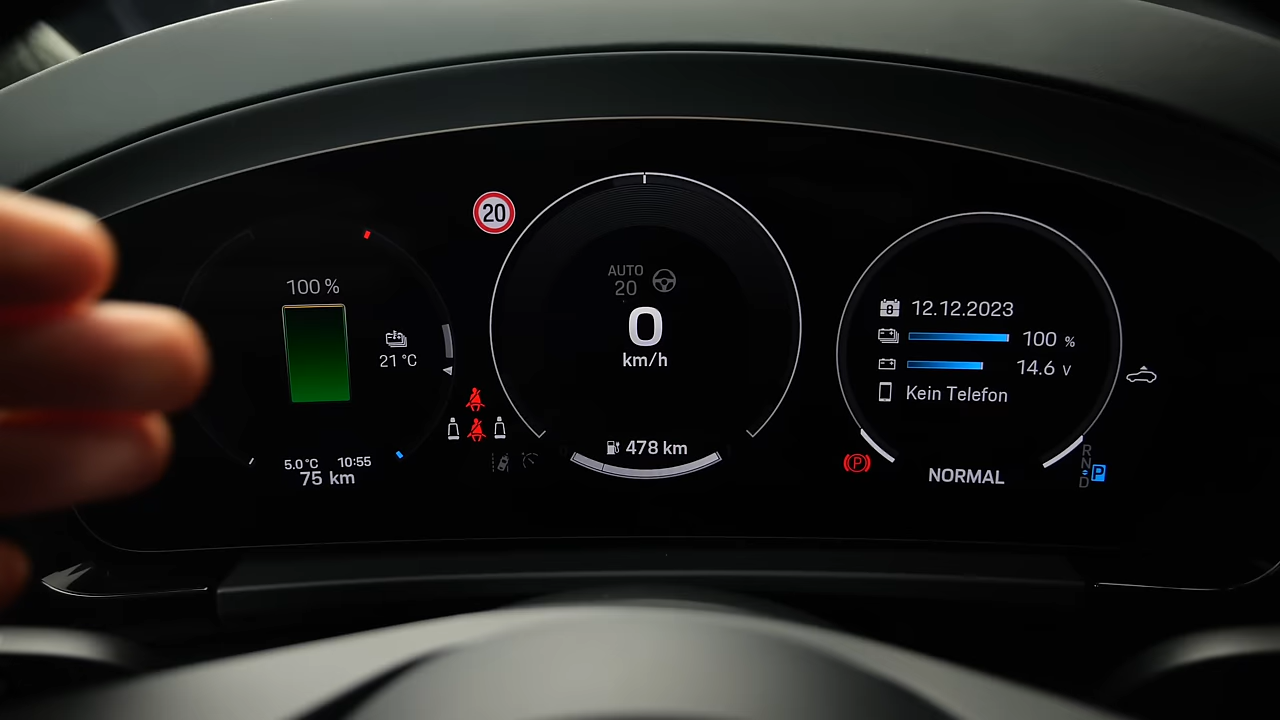 20
100 %
21 °C
5.0°C 10:55
75 km
AUTO
20
0
km/h
478 km
8
12.12.2023
100 %
14.6 V
Kein Telefon
P
NORMAL
R
N
D
P